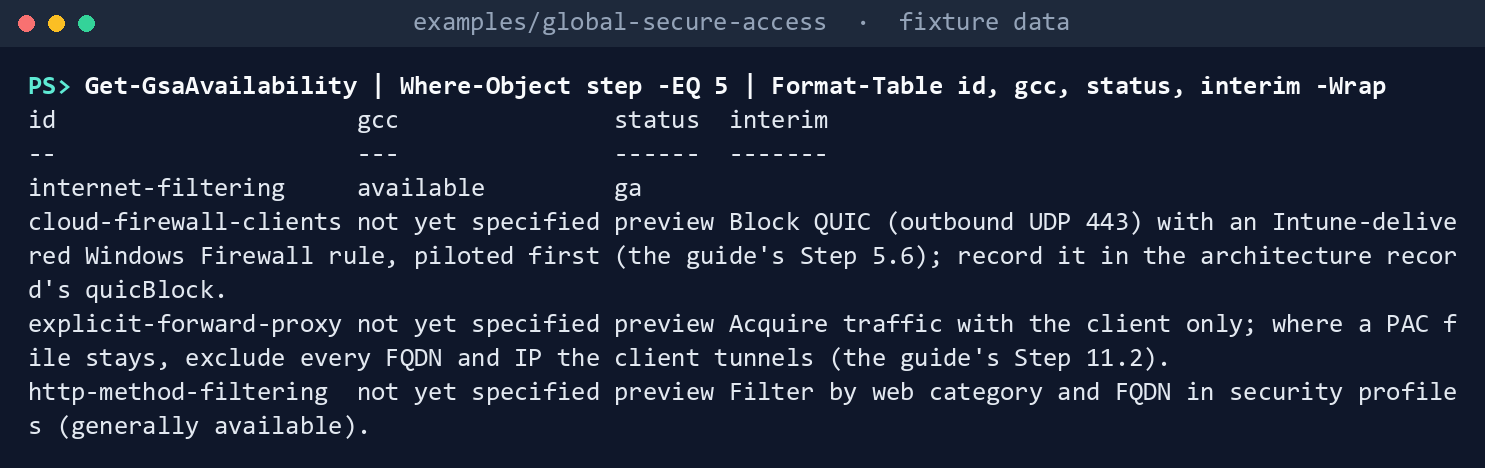 examples/global-secure-access · fixture data
PS> Get-GsaAvailability | Where-Object step -EQ 5 | Format-Table id, gcc, status, interim -Wrap
id                     gcc               status  interim
--                     ---               ------  -------
internet-filtering     available         ga
cloud-firewall-clients not yet specified preview Block QUIC (outbound UDP 443) with an Intune-delive
red Windows Firewall rule, piloted first (the guide's Step 5.6); record it in the architecture recor
d's quicBlock.
explicit-forward-proxy not yet specified preview Acquire traffic with the client only; where a PAC f
ile stays, exclude every FQDN and IP the client tunnels (the guide's Step 11.2).
http-method-filtering  not yet specified preview Filter by web category and FQDN in security profile
s (generally available).